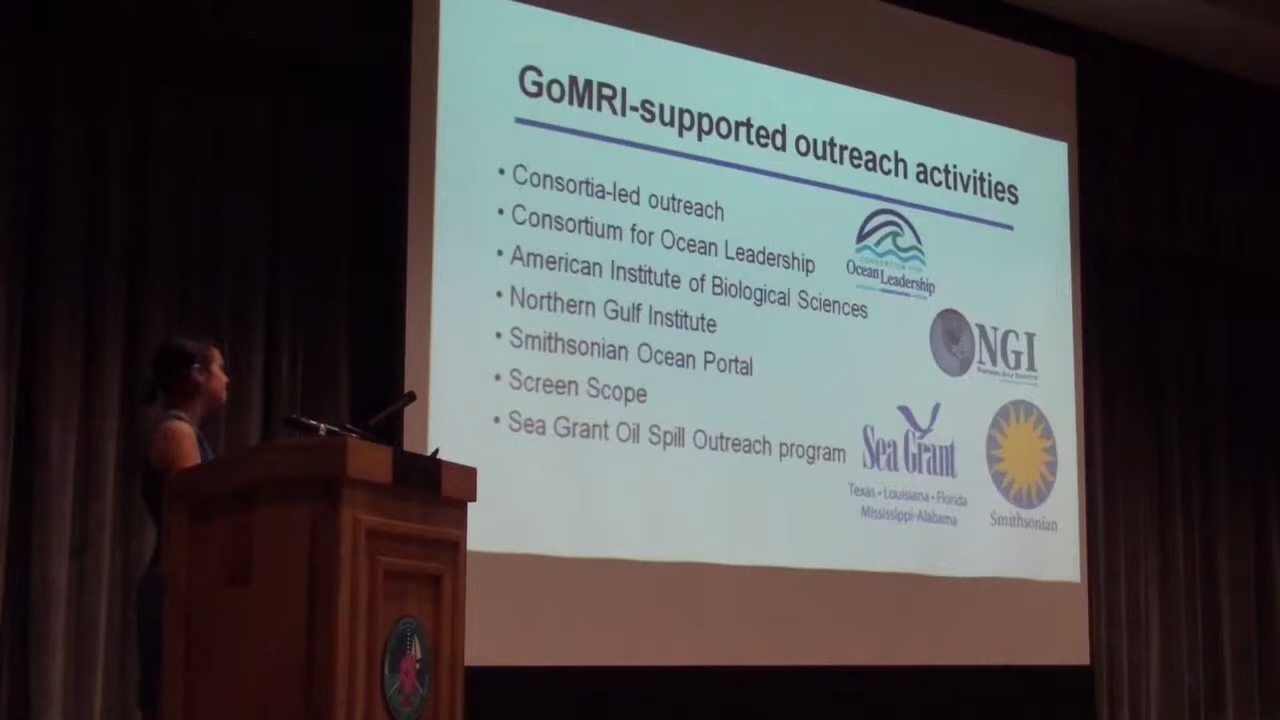 GoMRI-supported outreach activities
• Consortia-led outreach
• Consortium for Ocean Leadership
• American Institute of Biological Sciences
• Northern Gulf Institute
• Smithsonian Ocean Portal
• Screen Scope
• Sea Grant Oil Spill Outreach program
CONSORTIUM FOR
Ocean Leadership
NGI
Sea Grant
Texas • Louisiana • Florida
Mississippi-Alabama
Smithsonian